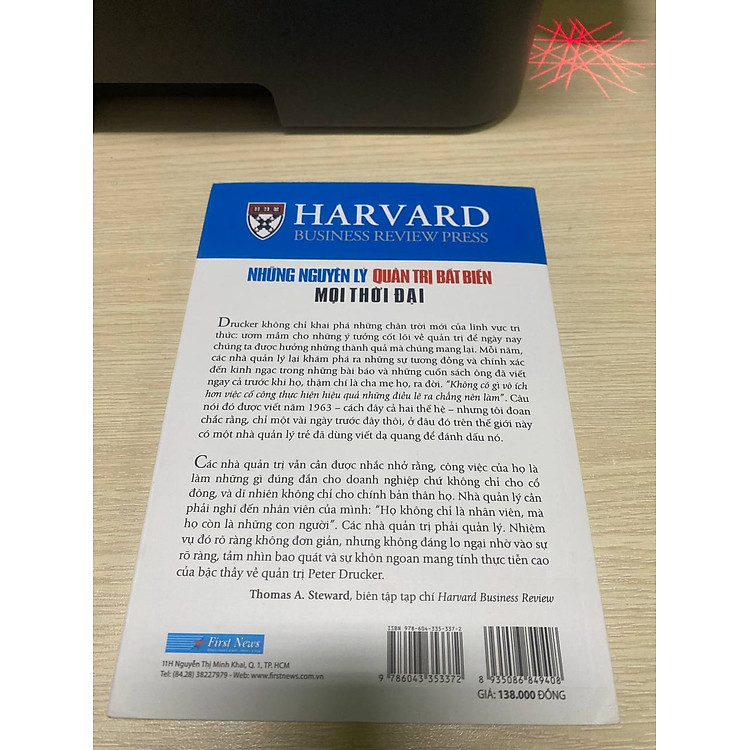 HARVARD
BUSINESS REVIEW PRESS
NHỮNG NGUYÊN LÝ QUẢN TRỊ BẤT BIẾN
MỌI THỜI ĐẠI
Drucker không chỉ khai phá những chân trời mới của lĩnh vực tri
thức: ươm mầm cho những ý tưởng cốt lõi về quản trị để ngày nay
chúng ta được hưởng những thành quả mà chúng mang lại. Mỗi năm,
các nhà quản lý lại khám phá ra những sự tương đồng và chính xác
đến kinh ngạc trong những bài báo và những cuốn sách ông đã viết
ngay cả trước khi họ, thậm chí là cha mẹ họ, ra đời. "Không có gì vô ích
hơn việc cố công thực hiện hiệu quả những điều lẽ ra chẳng nên làm". Câu
nói đó được viết năm 1963 – cách đây cả hai thế hệ – nhưng tôi đoan
chắc rằng, chỉ một vài ngày trước đây thôi, ở đâu đó trên thế giới này
có một nhà quản lý trẻ đã dùng viết dạ quang để đánh dấu nó.
Các nhà quản trị vẫn cần được nhắc nhở rằng, công việc của họ là
làm những gì đúng đắn cho doanh nghiệp chứ không chỉ cho cổ
đông, và dĩ nhiên không chỉ cho chính bản thân họ. Nhà quản lý cần
phải nghĩ đến nhân viên của mình: "Họ không chỉ là nhân viên, mà
họ còn là những con người". Các nhà quản trị phải quản lý. Nhiệm
vụ đó rõ ràng không đơn giản, nhưng không đáng lo ngại nhờ vào sự
rõ ràng, tầm nhìn bao quát và sự khôn ngoan mang tính thực tiễn cao
của bậc thầy về quản trị Peter Drucker.
Thomas A. Steward, biên tập tạp chí Harvard Business Review
First News
11H Nguyễn Thị Minh Khai, Q. 1, TP. HCM
Tel: (84.28) 38227979 - Web: www.firstnews.com.vn
ISBN 978-604-335-337-2
9 786043 353372
8 935086 849408
GIÁ: 138.000 ĐỒNG